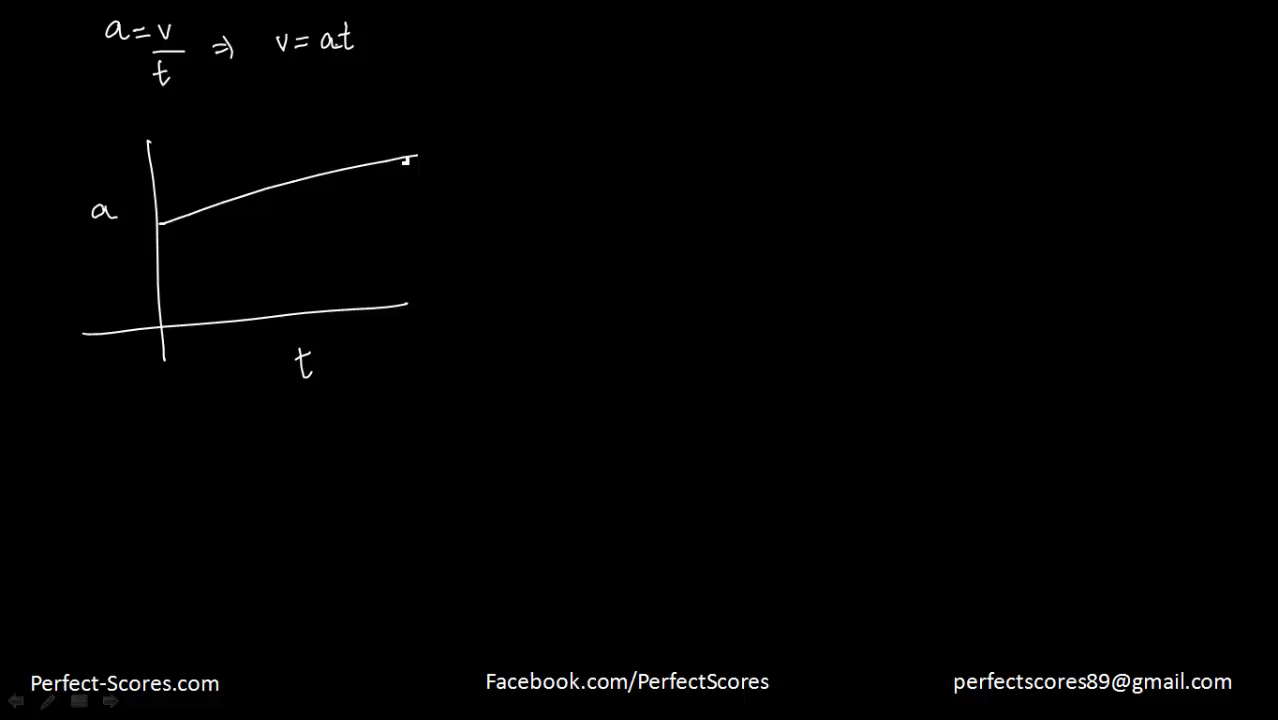 a = v/t ⇒ v = at
a
t
Perfect-Scores.com
Facebook.com/PerfectScores
perfectscores89@gmail.com